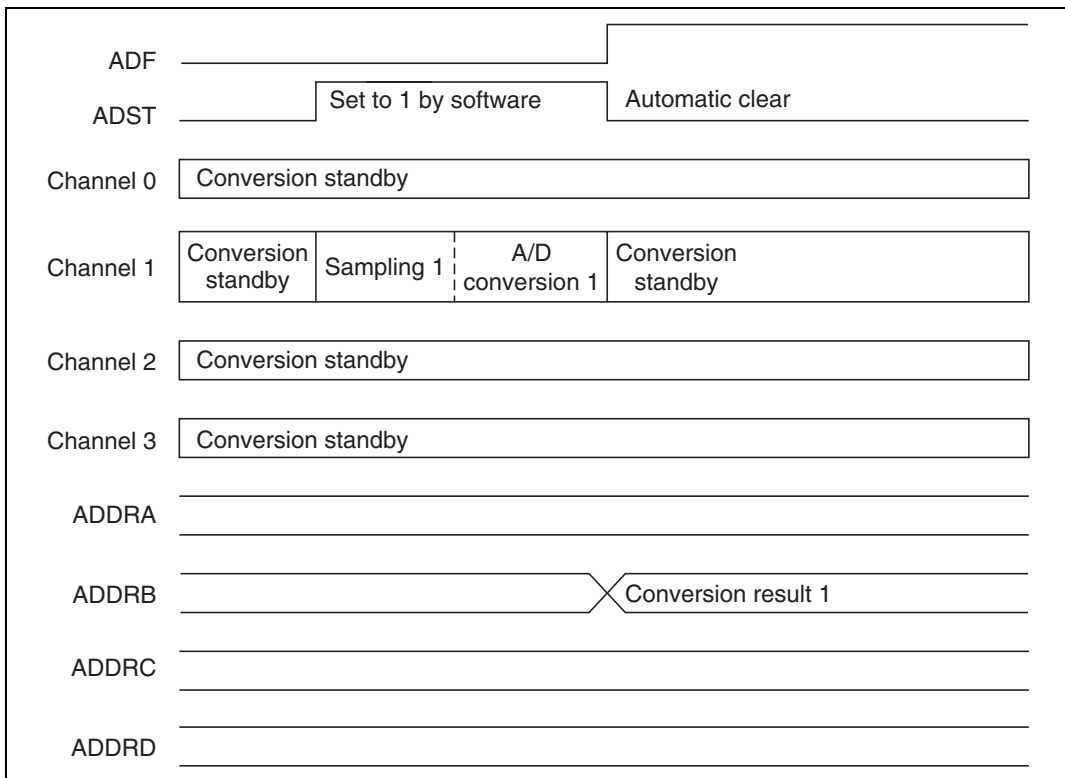 ADF
ADST
Set to 1 by software
Automatic clear
Channel 0
Conversion standby
Channel 1
Conversion
standby
Sampling 1
A/D
conversion 1
Conversion
standby
Channel 2
Conversion standby
Channel 3
Conversion standby
ADDRA
ADDRB
Conversion result 1
ADDRC
ADDRD